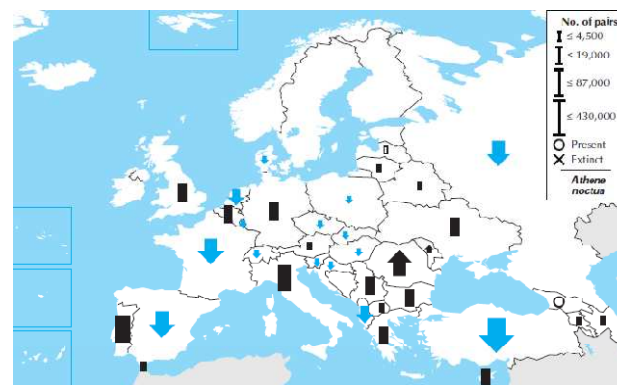 No. of pairs
≤ 4,500
≤ 19,000
≤ 87,000
≤ 430,000
Present
Extinct
Athene
noctua